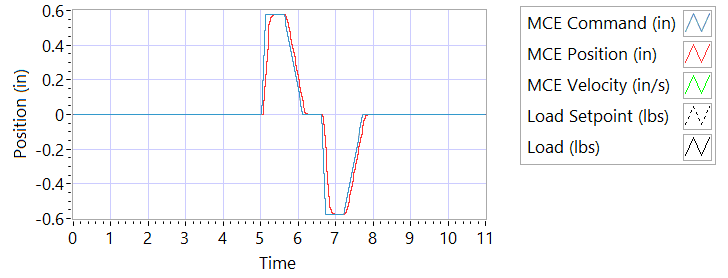 0.6
0.4
0.2
0
-0.2
-0.4
-0.6
Position (in)
0 1 2 3 4 5 6 7 8 9 10 11
Time
MCE Command (in)
MCE Position (in)
MCE Velocity (in/s)
Load Setpoint (lbs)
Load (lbs)